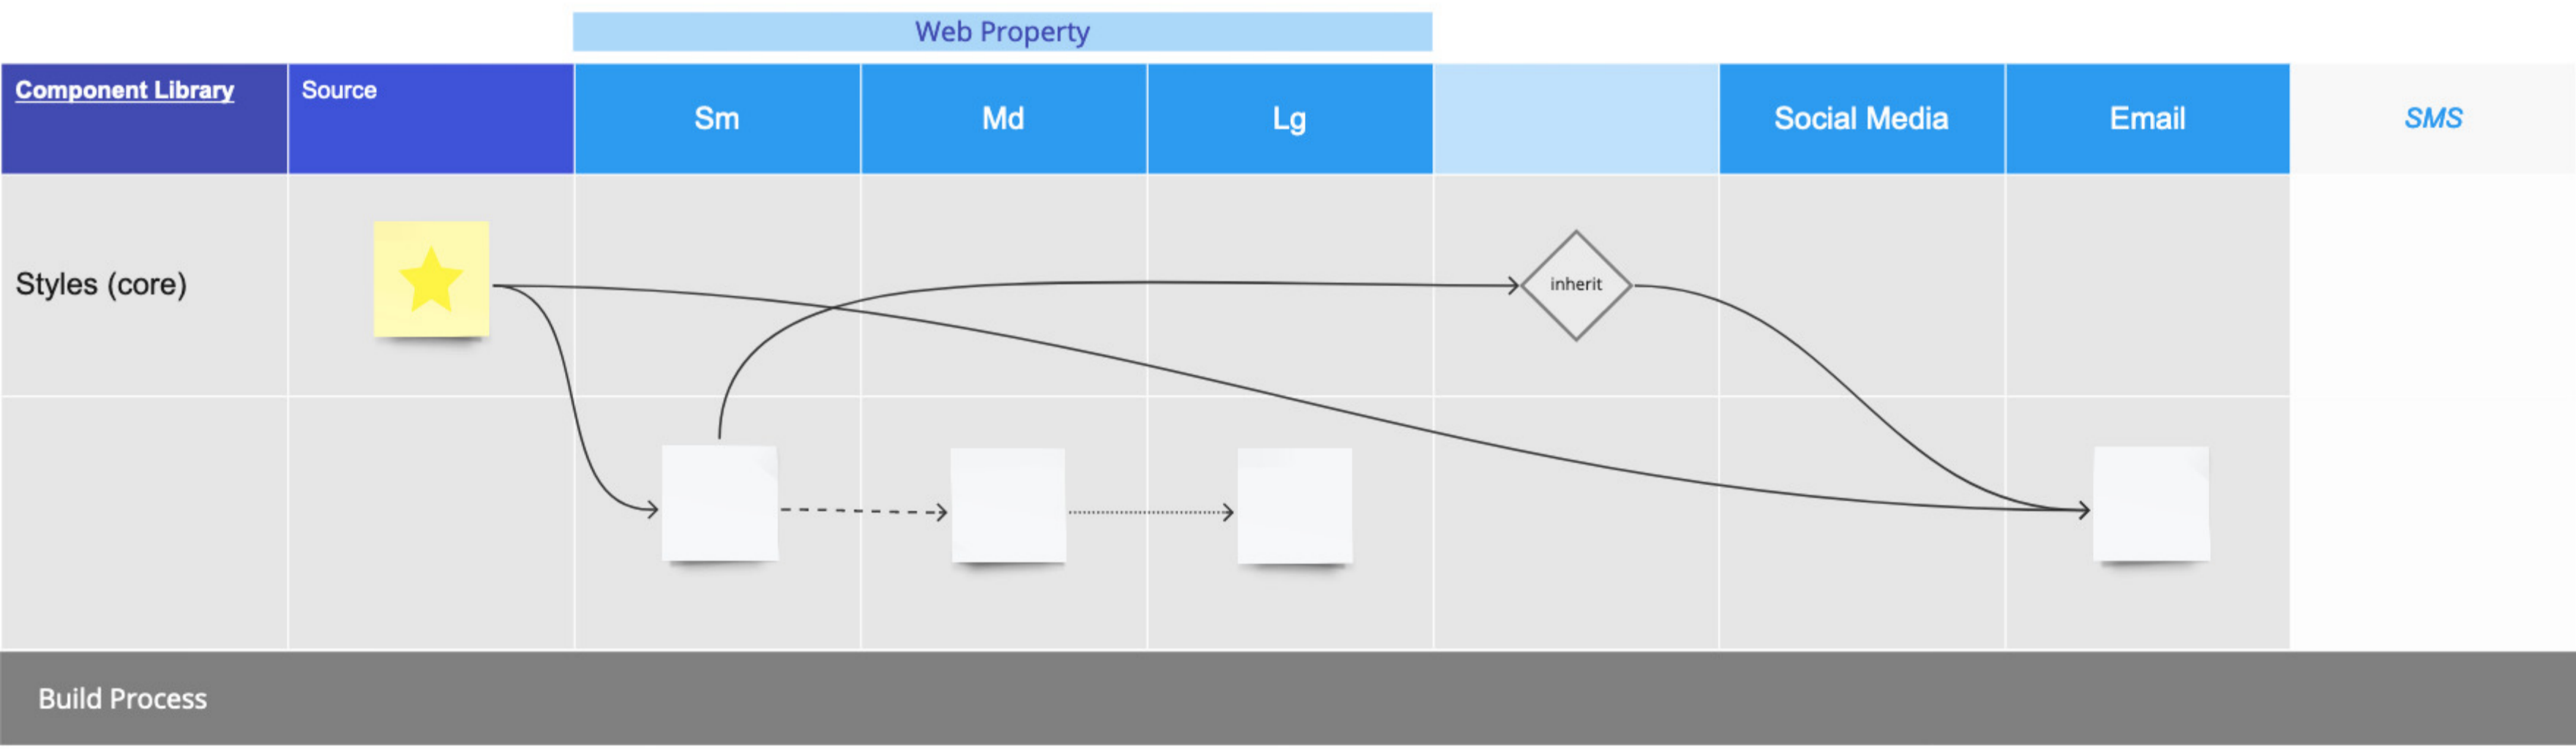 Web Property
Component Library
Source
Sm
Md
Lg
Social Media
Email
SMS
Styles (core)
inherit
Build Process